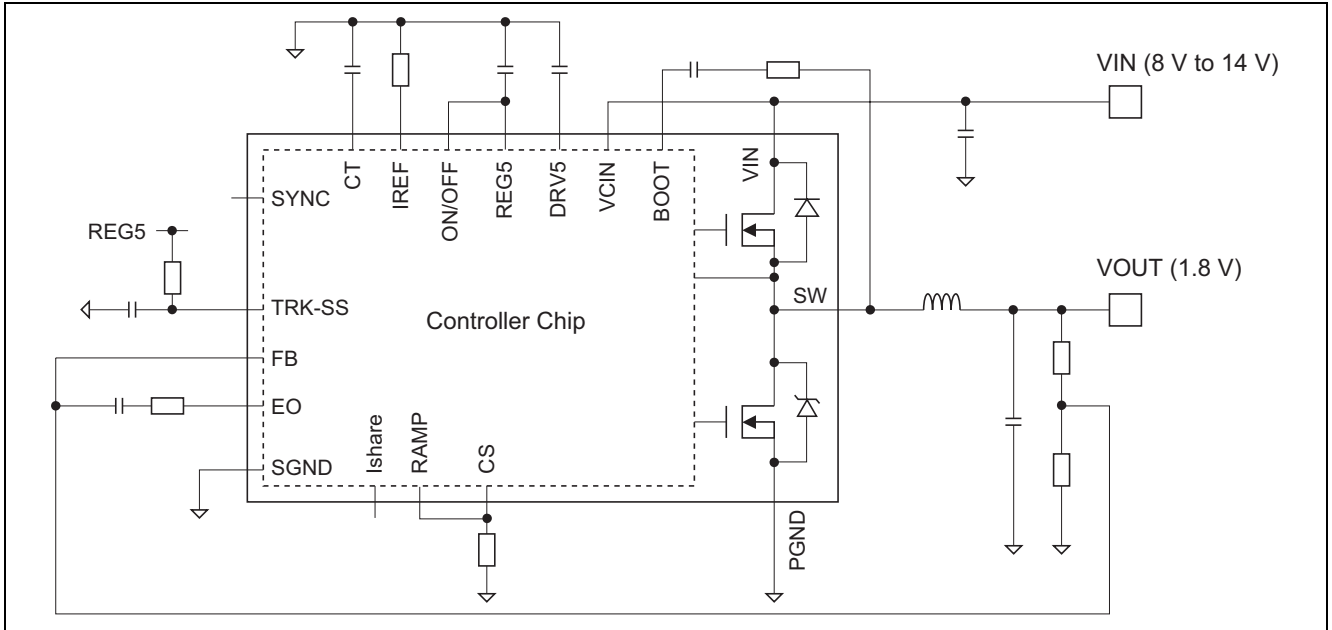 VIN (8 V to 14 V)
CT
IREF
ON/OFF
REG5
DRV5
VCIN
BOOT
VIN
SYNC
REG5
TRK-SS
Controller Chip
SW
VOUT (1.8 V)
FB
EO
SGND
Ishare
RAMP
CS
PGND